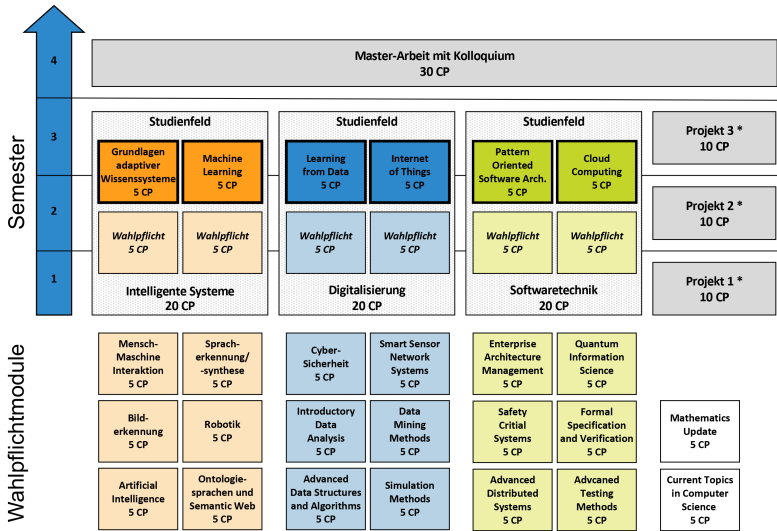 Semester
4
3
2
1
Master-Arbeit mit Kolloquium
30 CP
Studienfeld
Grundlagen
adaptiver
Wissenssysteme
5 CP
Machine
Learning
5 CP
Wahlpflicht
5 CP
Wahlpflicht
5 CP
Intelligente Systeme
20 CP
Studienfeld
Learning
from Data
5 CP
Internet
of Things
5 CP
Wahlpflicht
5 CP
Wahlpflicht
5 CP
Digitalisierung
20 CP
Studienfeld
Pattern
Oriented
Software Arch.
5 CP
Cloud
Computing
5 CP
Wahlpflicht
5 CP
Wahlpflicht
5 CP
Softwaretechnik
20 CP
Projekt 3 *
10 CP
Projekt 2 *
10 CP
Projekt 1 *
10 CP
Wahlpflichtmodule
Mensch-
Maschine
Interaktion
5 CP
Sprach-
erkennung/
-synthese
5 CP
Cyber-
Sicherheit
5 CP
Smart Sensor
Network
Systems
5 CP
Enterprise
Architecture
Management
5 CP
Quantum
Information
Science
5 CP
Bild-
erkennung
5 CP
Robotik
5 CP
Introductory
Data
Analysis
5 CP
Data
Mining
Methods
5 CP
Safety
Critial
Systems
5 CP
Formal
Specification
and Verification
5 CP
Mathematics
Update
5 CP
Artificial
Intelligence
5 CP
Ontologie-
sprachen und
Semantic Web
5 CP
Advanced
Data Structures
and Algorithms
5 CP
Simulation
Methods
5 CP
Advanced
Distributed
Systems
5 CP
Advcaned
Testing
Methods
5 CP
Current Topics
in Computer
Science
5 CP